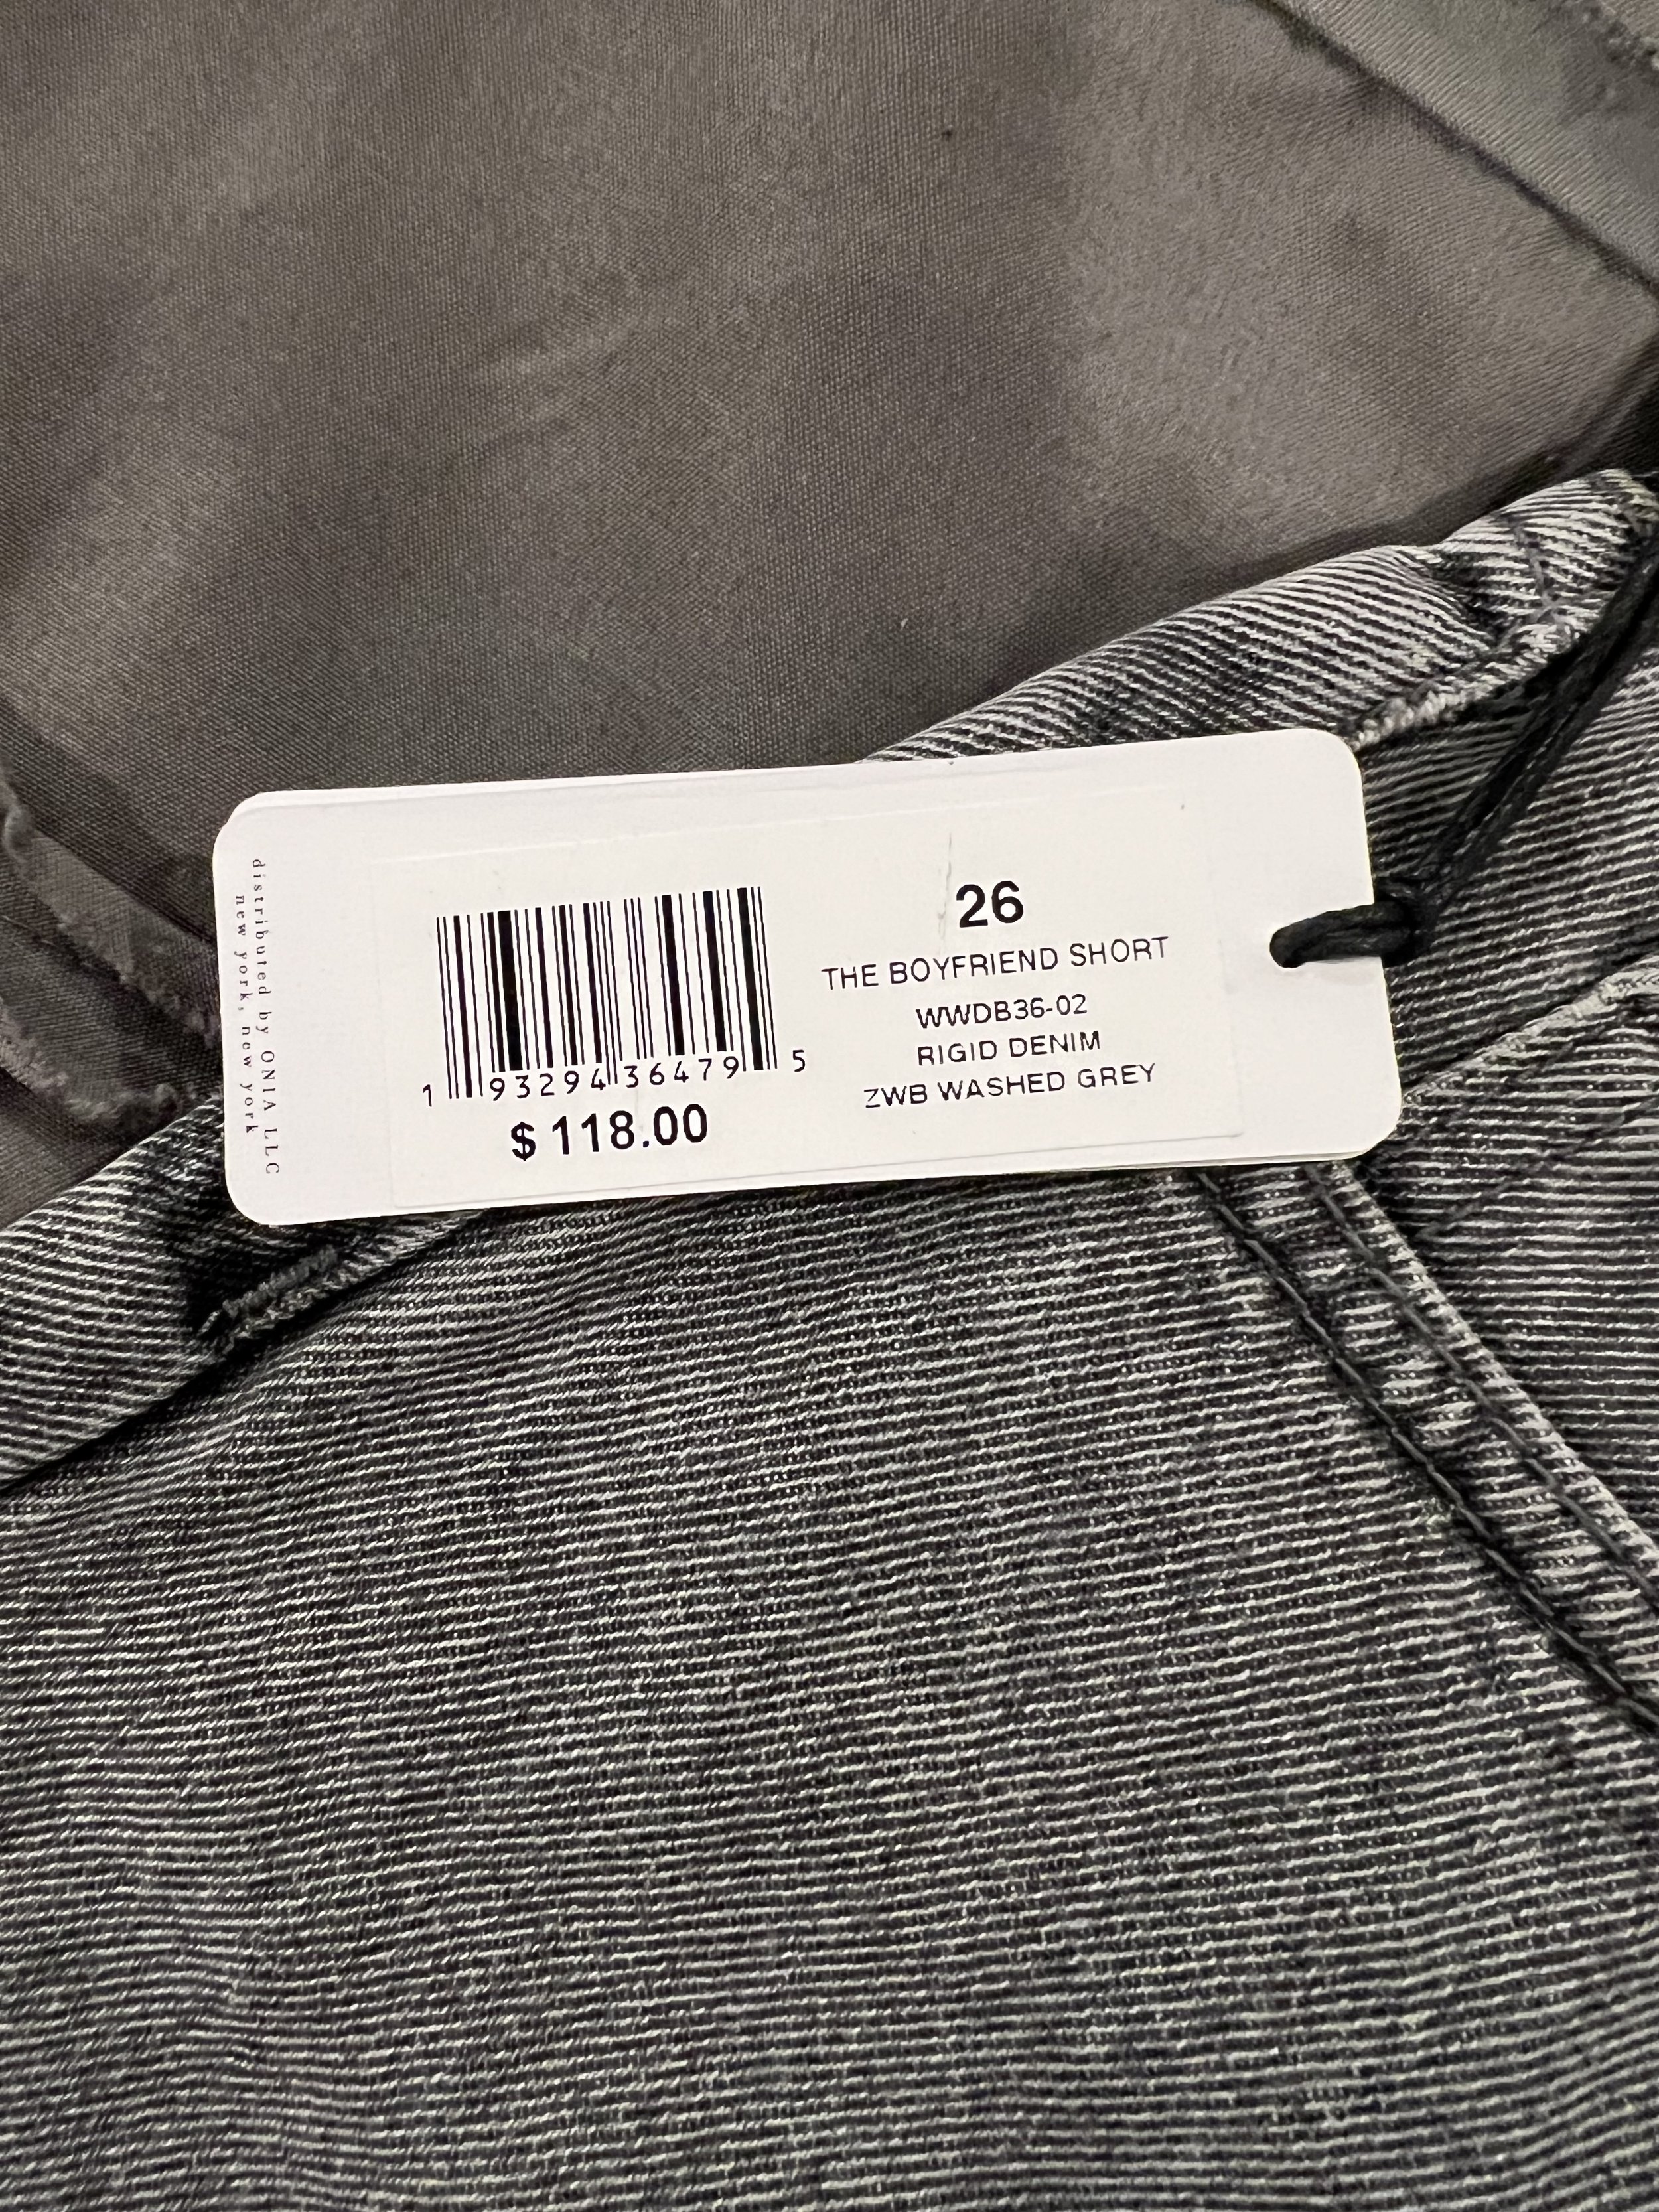 distributed by ONIA LLC
new york, new york
1 93294 36479 5
$ 118.00
26
THE BOYFRIEND SHORT
WWDB36-02
RIGID DENIM
ZWB WASHED GREY